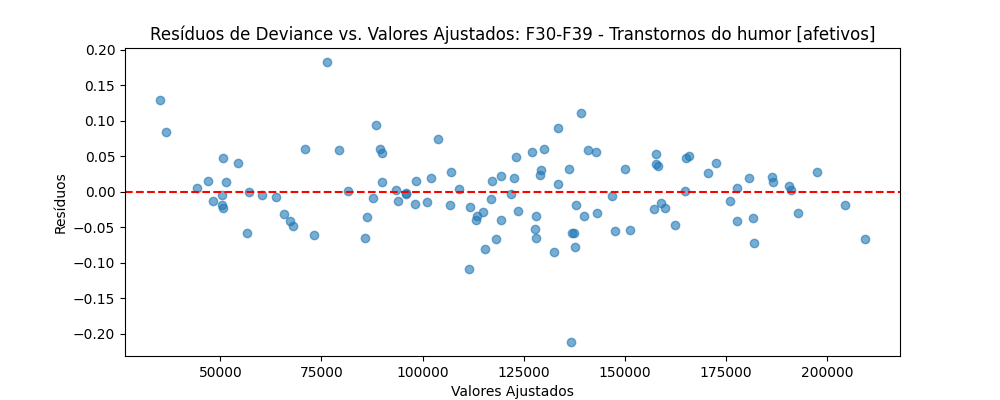 Resíduos de Deviance vs. Valores Ajustados: F30-F39 - Transtornos do humor [afetivos]
0.20
0.15
0.10
0.05
0.00
−0.05
−0.10
−0.15
−0.20
Resíduos
50000 75000 100000 125000 150000 175000 200000
Valores Ajustados